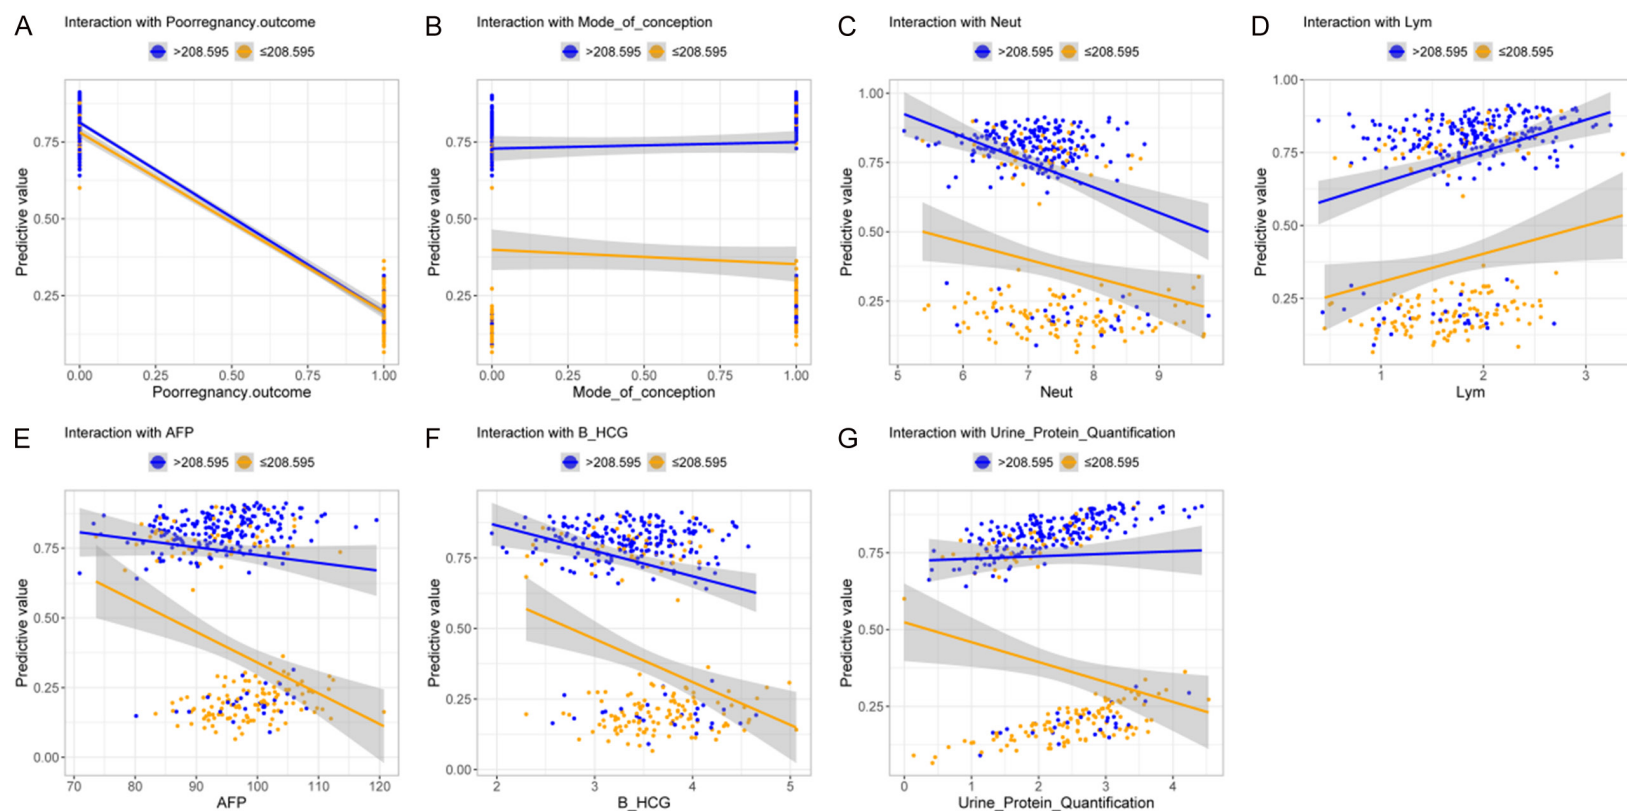 A
Interaction with Poorregnancy.outcome
>208.595 ≤208.595
Predictive value
0.75
0.50
0.25
0.00 0.25 0.50 0.75 1.00
Poorregnancy.outcome
B
Interaction with Mode_of_conception
>208.595 ≤208.595
Predictive value
0.75
0.50
0.25
0.00 0.25 0.50 0.75 1.00
Mode_of_conception
C
Interaction with Neut
>208.595 ≤208.595
Predictive value
1.00
0.75
0.50
0.25
5 6 7 8 9
Neut
D
Interaction with Lym
>208.595 ≤208.595
Predictive value
1.00
0.75
0.50
0.25
1 2 3
Lym
E
Interaction with AFP
>208.595 ≤208.595
Predictive value
0.75
0.50
0.25
0.00
70 80 90 100 110 120
AFP
F
Interaction with B_HCG
>208.595 ≤208.595
Predictive value
0.75
0.50
0.25
0.00
2 3 4 5
B_HCG
G
Interaction with Urine_Protein_Quantification
>208.595 ≤208.595
Predictive value
0.75
0.50
0.25
0 1 2 3 4
Urine_Protein_Quantification